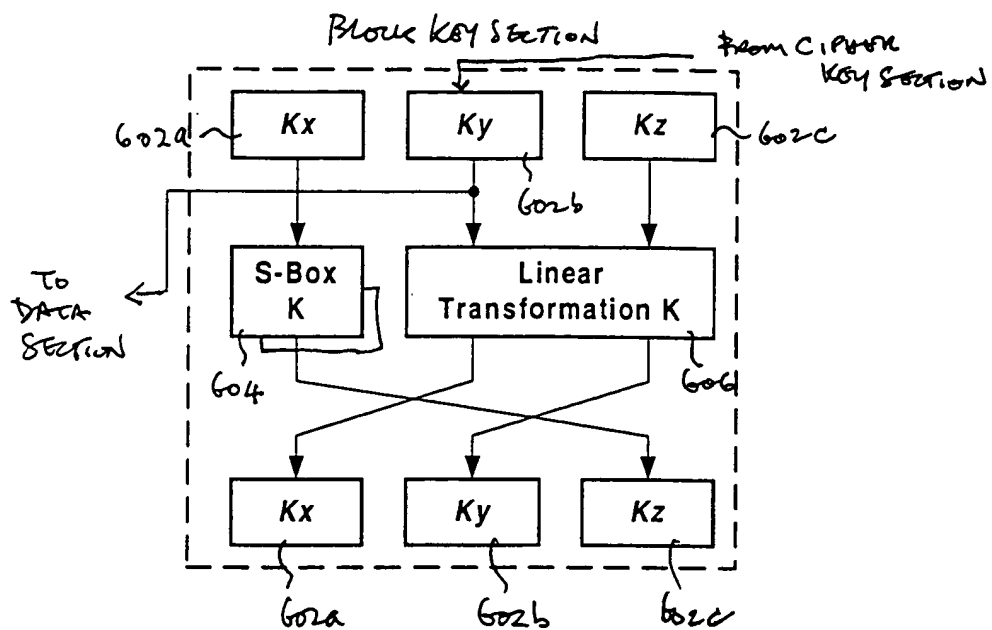 BLOCK KEY SECTION
FROM CIPHER
KEY SECTION
Kx
Ky
Kz
602a
602b
602c
TO
DATA
SECTION
S-Box
K
Linear
Transformation K
604
606
Kx
Ky
Kz
602a
602b
602c